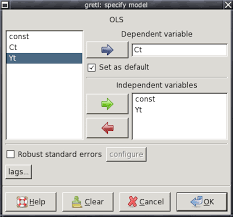 gretl: specify model
OLS
const
Ct
Yt
Dependent variable
Ct
Set as default
Independent variables
const
Yt
Robust standard errors
configure
lags...
Help
Clear
Cancel
OK